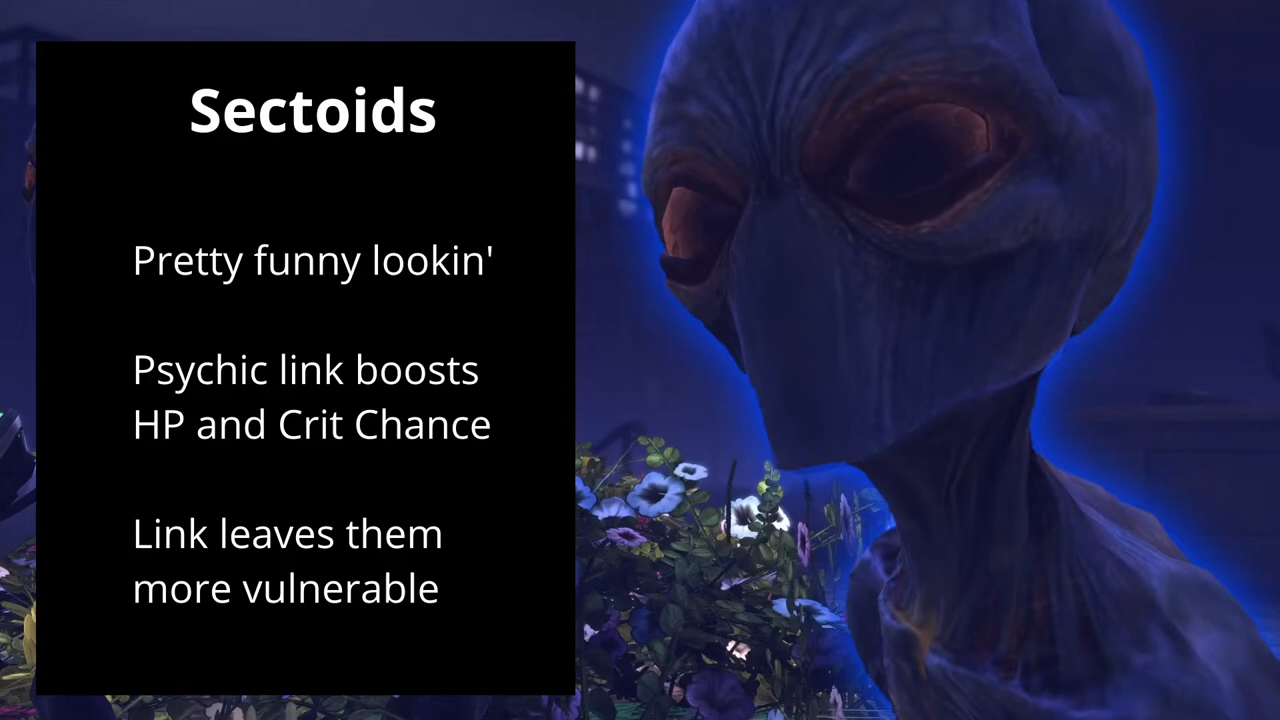 Sectoids
Pretty funny lookin'
Psychic link boosts
HP and Crit Chance
Link leaves them
more vulnerable